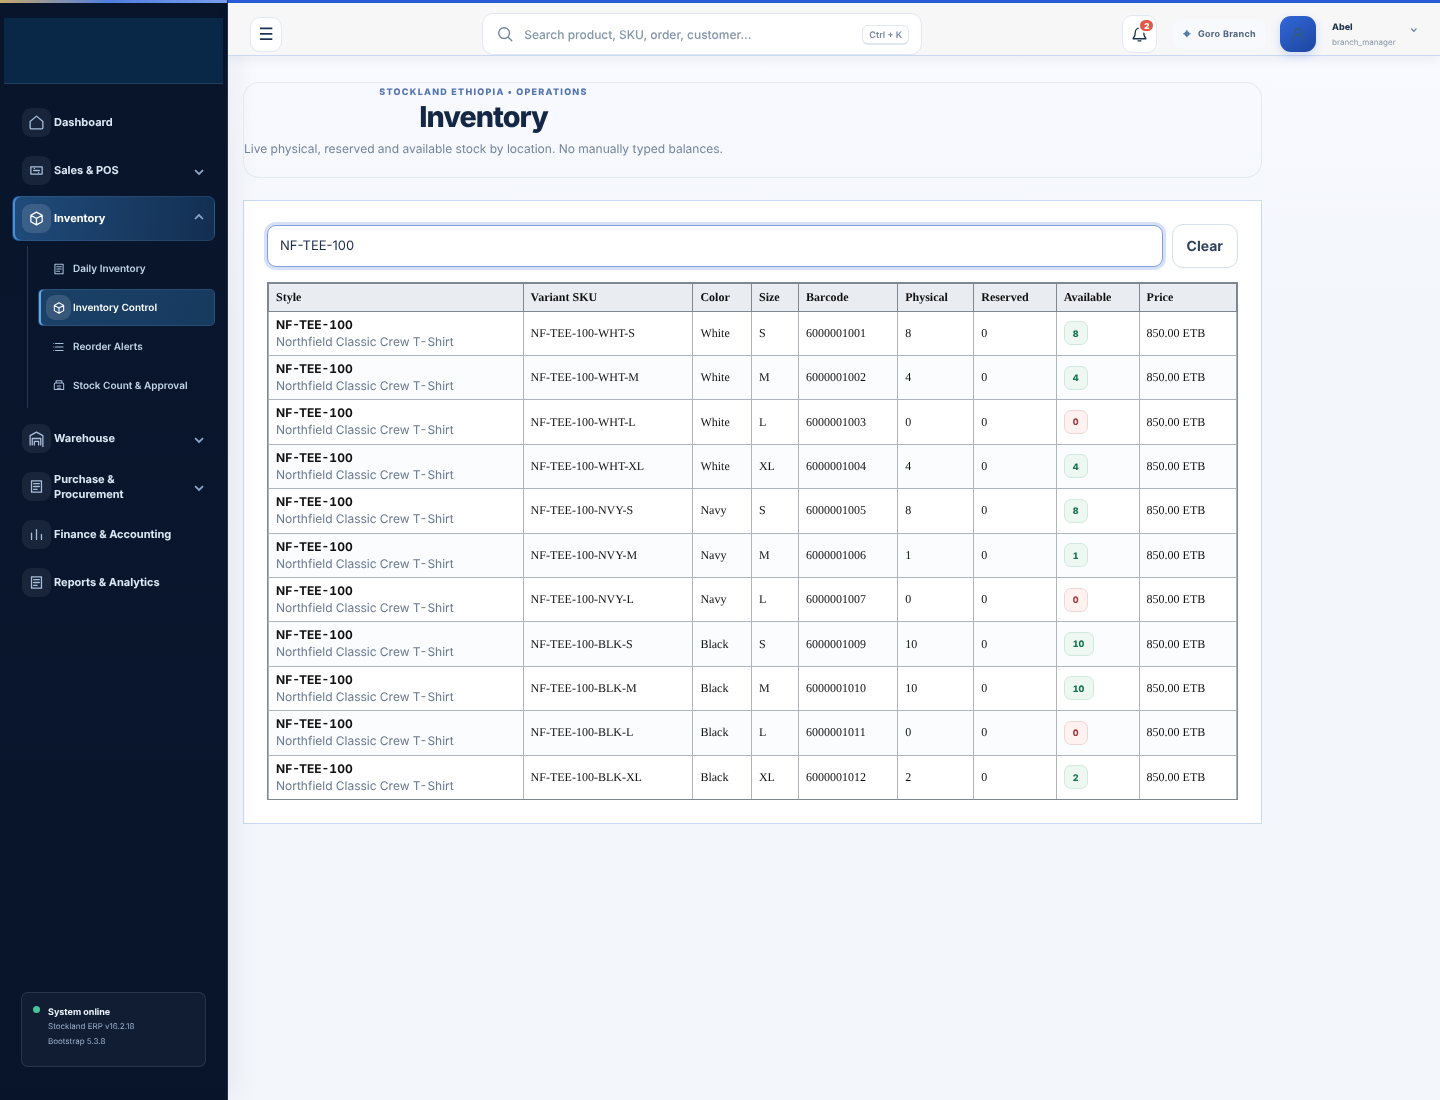 ☰
Search product, SKU, order, customer...
Ctrl + K
2
Goro Branch
Abel
branch_manager
Dashboard
Sales & POS
Inventory
Daily Inventory
Inventory Control
Reorder Alerts
Stock Count & Approval
Warehouse
Purchase &
Procurement
Finance & Accounting
Reports & Analytics
System online
Stockland ERP v16.2.18
Bootstrap 5.3.8
STOCKLAND ETHIOPIA • OPERATIONS
Inventory
Live physical, reserved and available stock by location. No manually typed balances.
NF-TEE-100
Clear
Style Variant SKU Color Size Barcode Physical Reserved Available Price
NF-TEE-100
Northfield Classic Crew T-Shirt
NF-TEE-100-WHT-S White S 6000001001 8 0 8 850.00 ETB
NF-TEE-100
Northfield Classic Crew T-Shirt
NF-TEE-100-WHT-M White M 6000001002 4 0 4 850.00 ETB
NF-TEE-100
Northfield Classic Crew T-Shirt
NF-TEE-100-WHT-L White L 6000001003 0 0 0 850.00 ETB
NF-TEE-100
Northfield Classic Crew T-Shirt
NF-TEE-100-WHT-XL White XL 6000001004 4 0 4 850.00 ETB
NF-TEE-100
Northfield Classic Crew T-Shirt
NF-TEE-100-NVY-S Navy S 6000001005 8 0 8 850.00 ETB
NF-TEE-100
Northfield Classic Crew T-Shirt
NF-TEE-100-NVY-M Navy M 6000001006 1 0 1 850.00 ETB
NF-TEE-100
Northfield Classic Crew T-Shirt
NF-TEE-100-NVY-L Navy L 6000001007 0 0 0 850.00 ETB
NF-TEE-100
Northfield Classic Crew T-Shirt
NF-TEE-100-BLK-S Black S 6000001009 10 0 10 850.00 ETB
NF-TEE-100
Northfield Classic Crew T-Shirt
NF-TEE-100-BLK-M Black M 6000001010 10 0 10 850.00 ETB
NF-TEE-100
Northfield Classic Crew T-Shirt
NF-TEE-100-BLK-L Black L 6000001011 0 0 0 850.00 ETB
NF-TEE-100
Northfield Classic Crew T-Shirt
NF-TEE-100-BLK-XL Black XL 6000001012 2 0 2 850.00 ETB